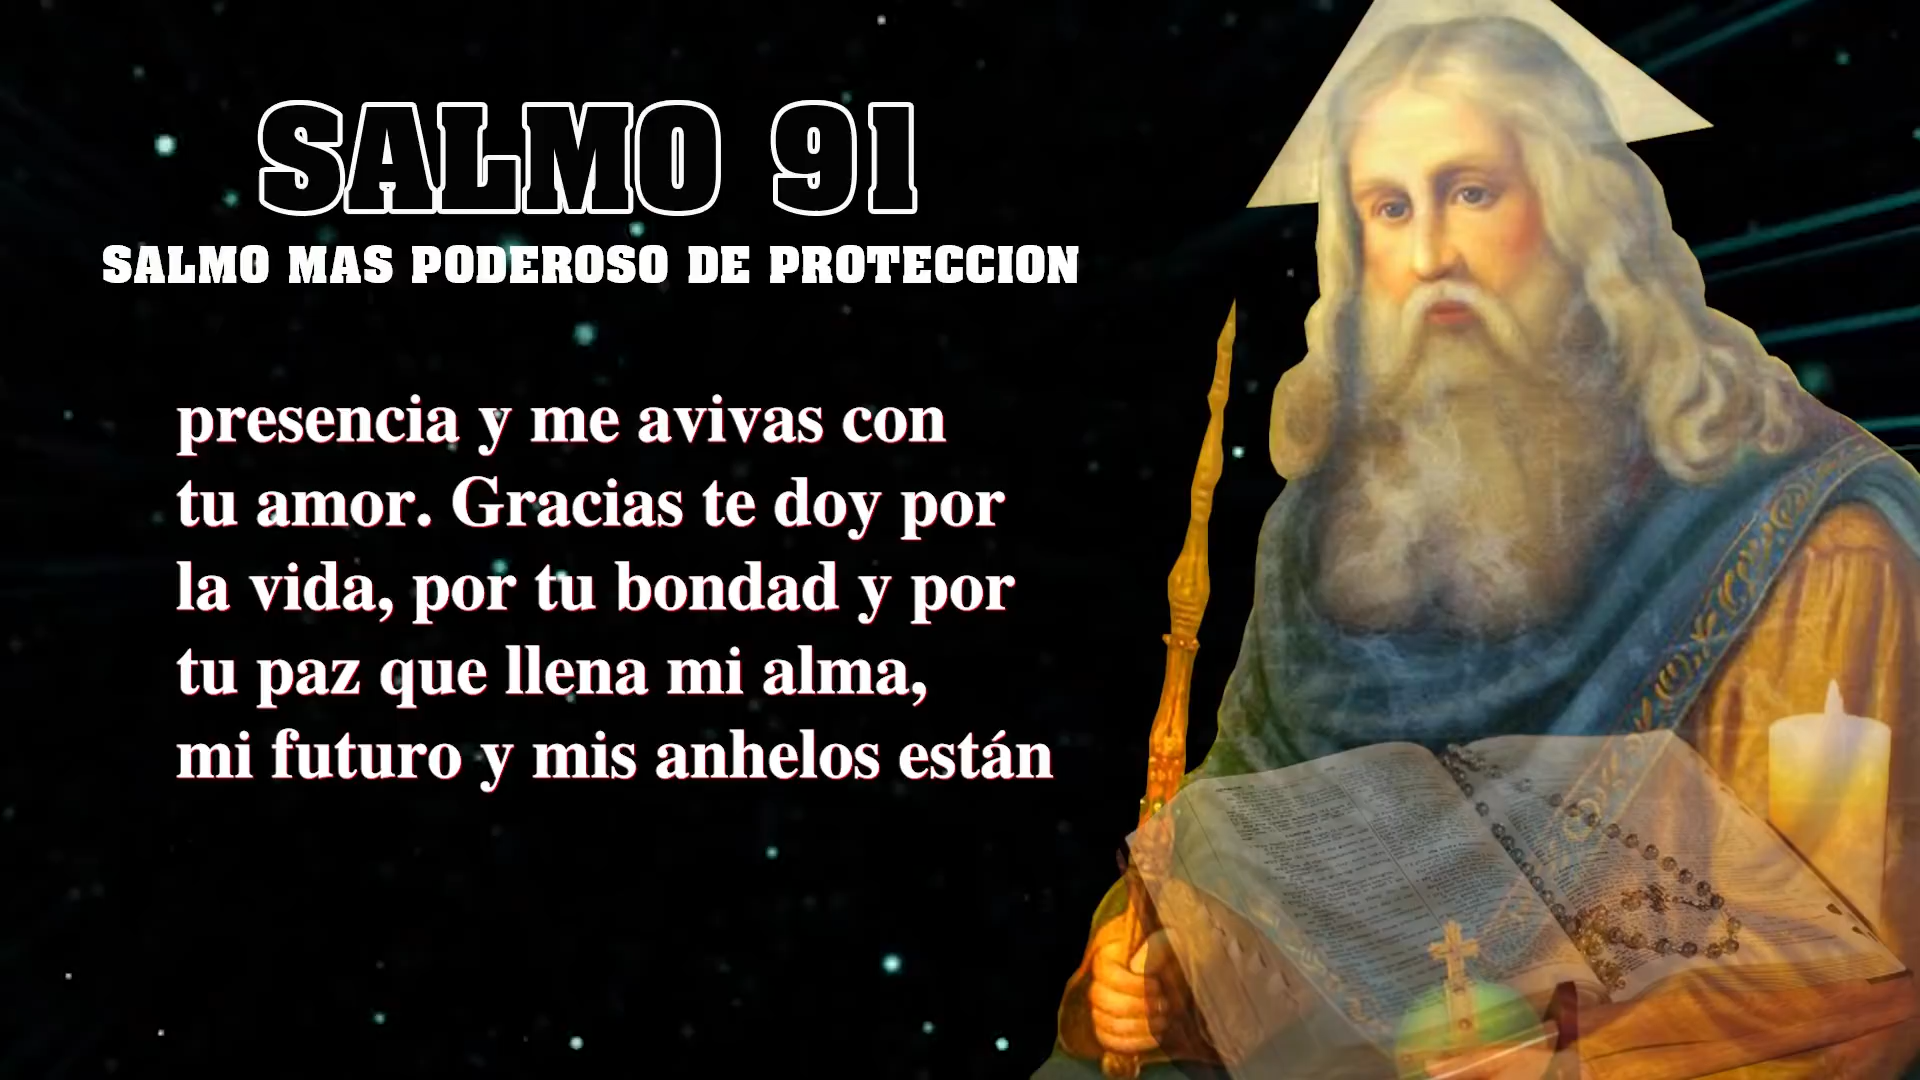 SALMO 91
SALMO MAS PODEROSO DE PROTECCION
presencia y me avivas con
tu amor. Gracias te doy por
la vida, por tu bondad y por
tu paz que llena mi alma,
mi futuro y mis anhelos están